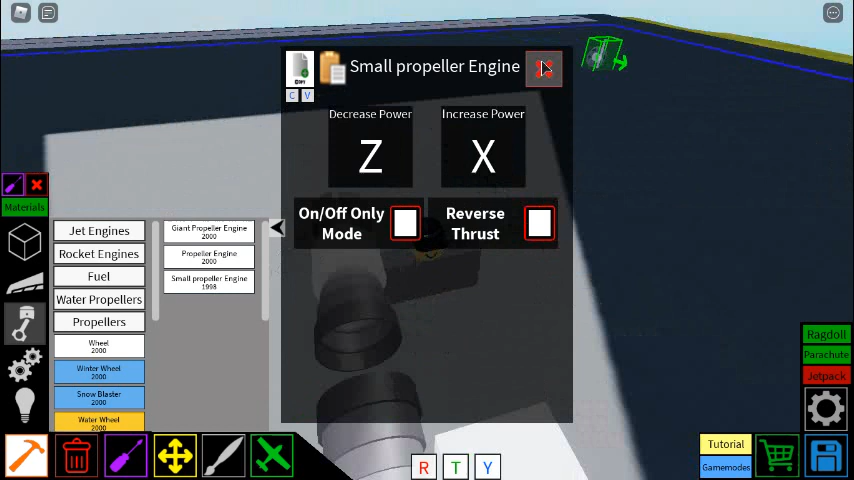 Small propeller Engine
COPY
C V
Decrease Power
Increase Power
Z
X
On/Off Only
Mode
Reverse
Thrust
Materials
Jet Engines
Rocket Engines
Fuel
Water Propellers
Propellers
Wheel
2000
Winter Wheel
2000
Snow Blaster
2000
Water Wheel
2000
Giant Propeller Engine
2000
Propeller Engine
2000
Small propeller Engine
1998
Ragdoll
Parachute
Jetpack
Tutorial
Gamemodes
R T Y